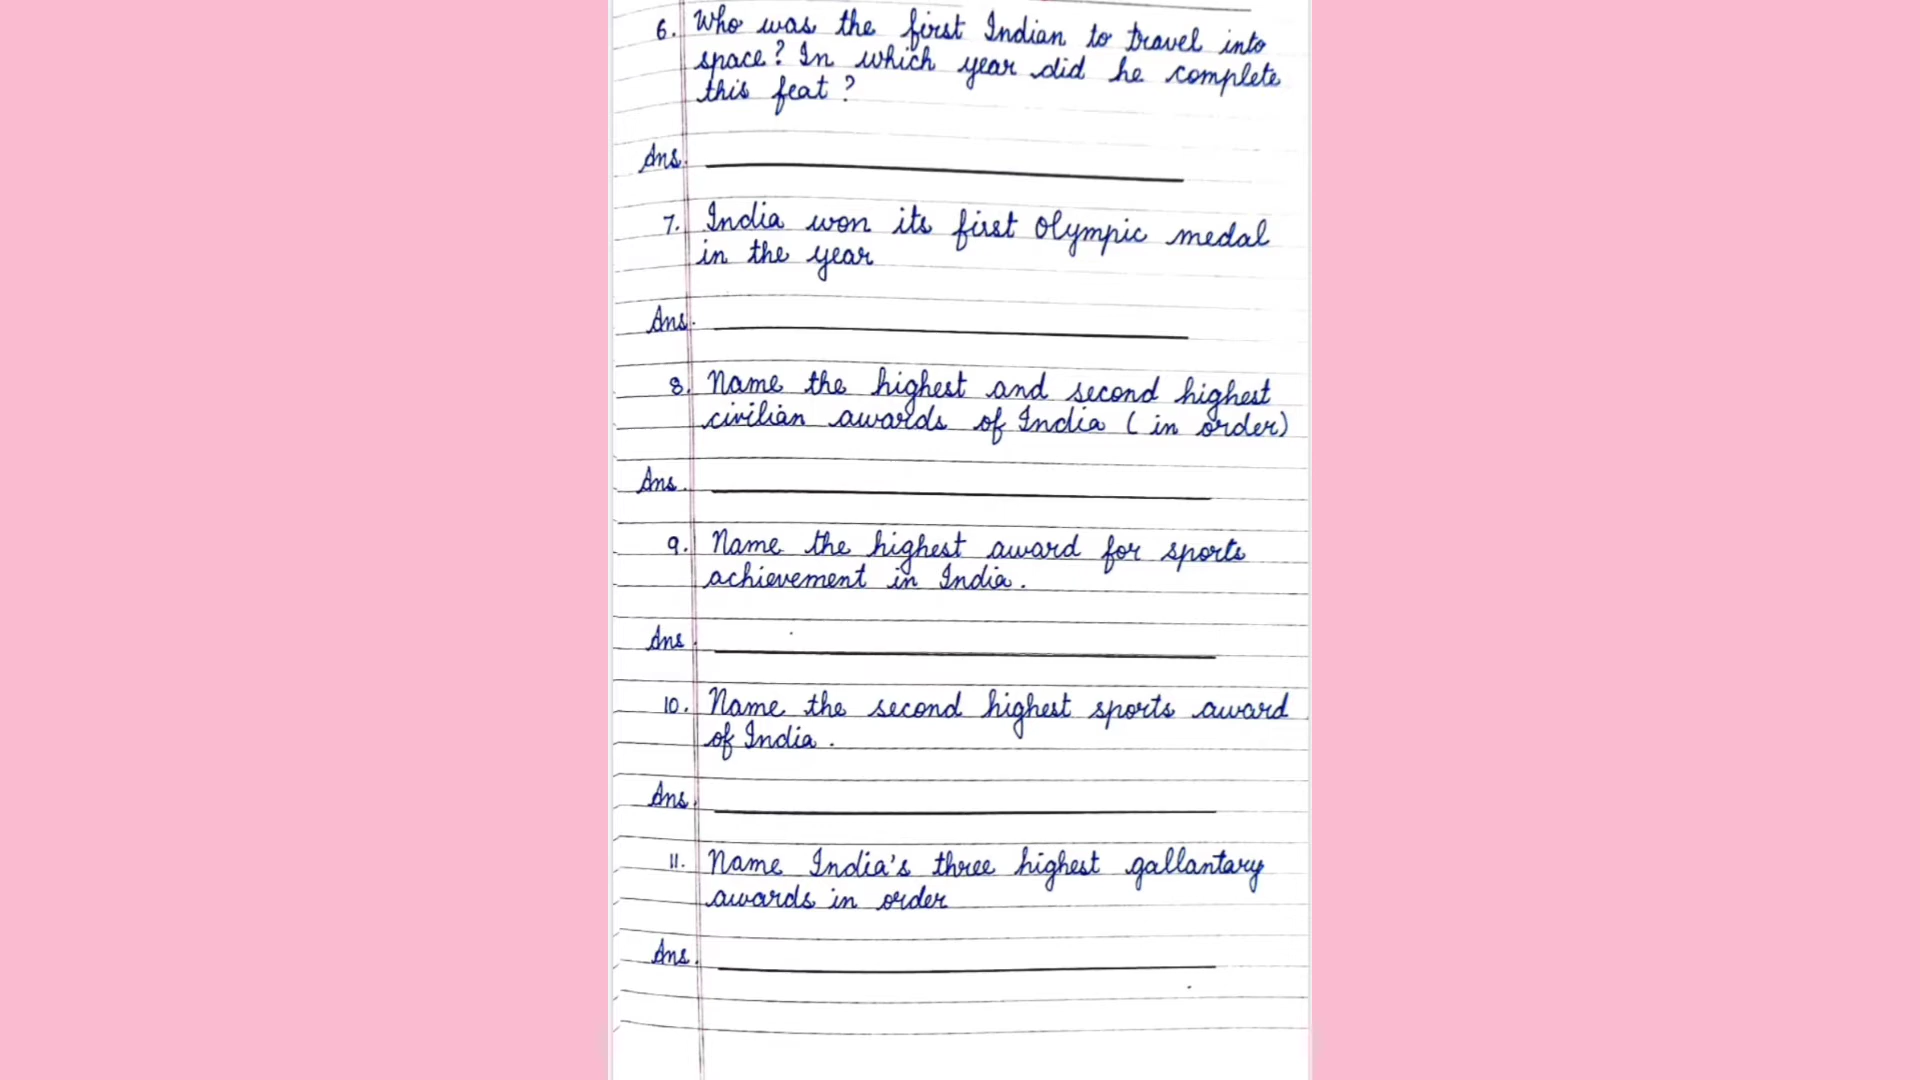 6. Who was the first Indian to travel into
space? In which year did he complete
this feat?
Ans.
7. India won its first Olympic medal
in the year
Ans.
8. Name the highest and second highest
civilian awards of India (in order)
Ans.
9. Name the highest award for sports
achievement in India.
Ans.
10. Name the second highest sports award
of India.
Ans.
11. Name India's three highest gallantary
awards in order
Ans.